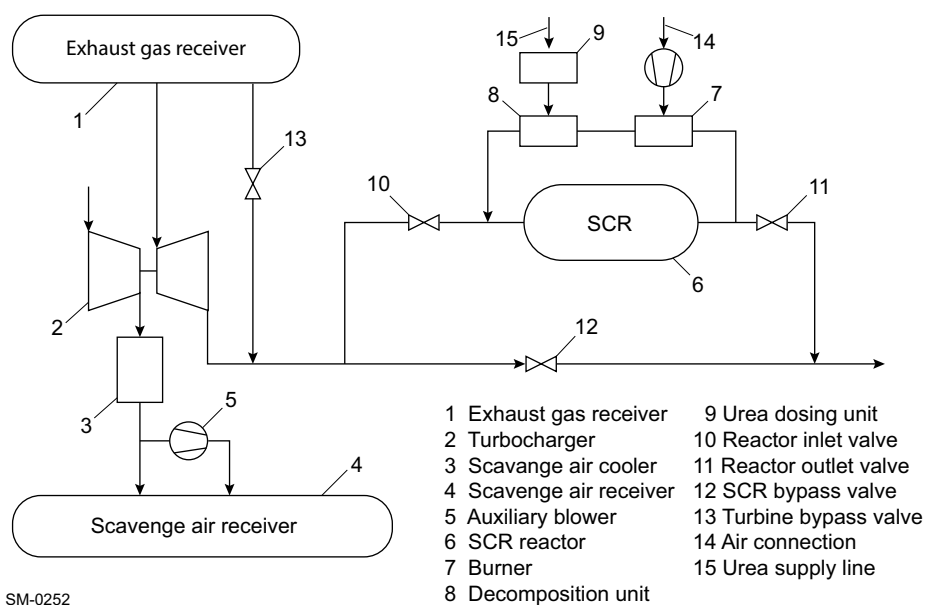 Exhaust gas receiver
1
13
2
3
5
4
Scavenge air receiver
15
9
14
8
7
10
11
SCR
6
12
1 Exhaust gas receiver
2 Turbocharger
3 Scavange air cooler
4 Scavenge air receiver
5 Auxiliary blower
6 SCR reactor
7 Burner
8 Decomposition unit
9 Urea dosing unit
10 Reactor inlet valve
11 Reactor outlet valve
12 SCR bypass valve
13 Turbine bypass valve
14 Air connection
15 Urea supply line
SM-0252